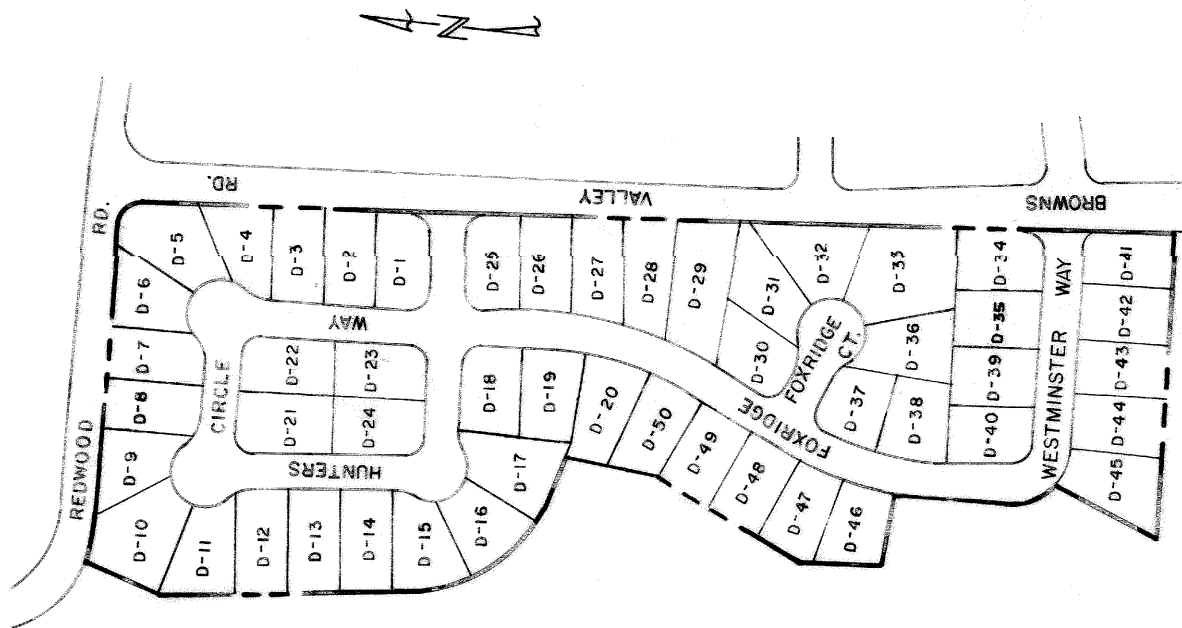 N
REDWOOD RD.
BROWNS VALLEY RD.
HUNTERS CIRCLE
FOXRIDGE WAY
FOXRIDGE CT.
WESTMINSTER WAY
D-1
D-2
D-3
D-4
D-5
D-6
D-7
D-8
D-9
D-10
D-11
D-12
D-13
D-14
D-15
D-16
D-17
D-18
D-19
D-20
D-21
D-22
D-23
D-24
D-25
D-26
D-27
D-28
D-29
D-30
D-31
D-32
D-33
D-34
D-35
D-36
D-37
D-38
D-39
D-40
D-41
D-42
D-43
D-44
D-45
D-46
D-47
D-48
D-49
D-50